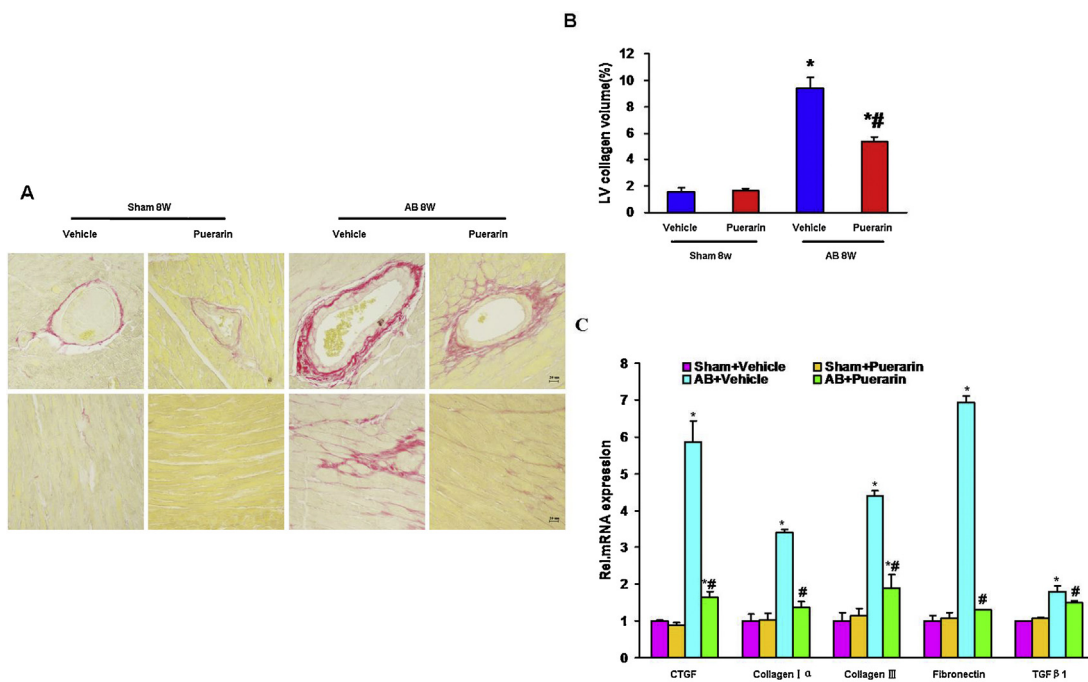 A
Sham 8W
AB 8W
Vehicle
Puerarin
Vehicle
Puerarin
B
LV collagen volume(%)
12
10
8
6
4
2
0
*
*#
Vehicle
Puerarin
Vehicle
Puerarin
Sham 8w
AB 8W
C
Rel.mRNA expression
8
7
6
5
4
3
2
1
0
Sham+Vehicle
Sham+Puerarin
AB+Vehicle
AB+Puerarin
*
*#
*
#
*
*#
*
#
*
#
CTGF
Collagen Ⅰ α
Collagen Ⅲ
Fibronectin
TGF β 1